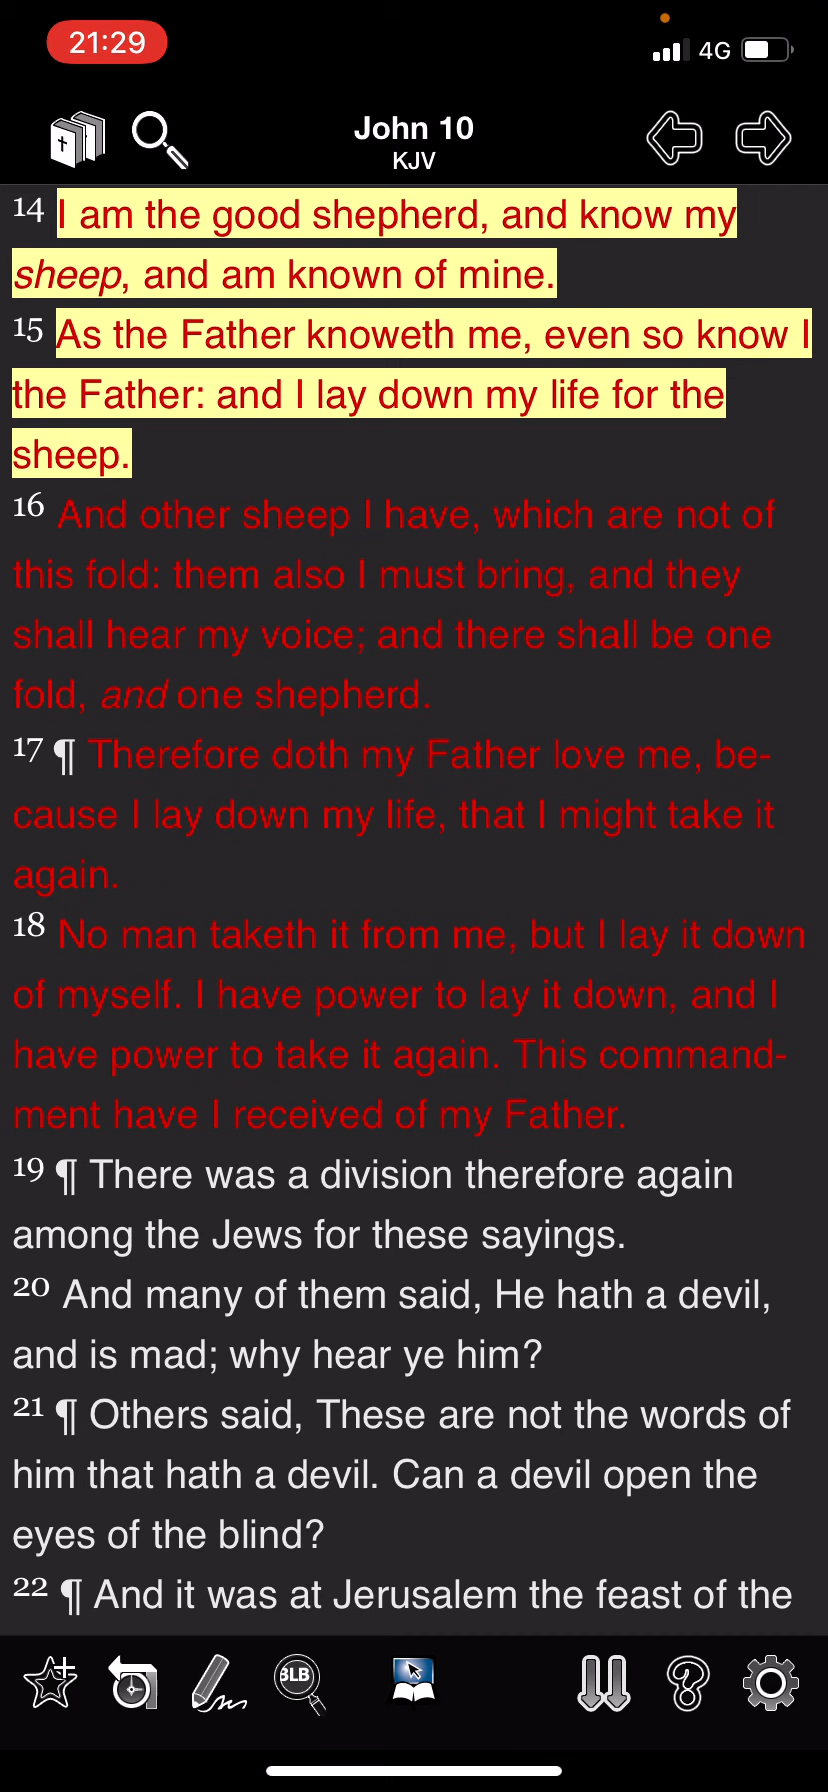 21:29
4G
John 10
KJV
14 I am the good shepherd, and know my
sheep, and am known of mine.
15 As the Father knoweth me, even so know I
the Father: and I lay down my life for the
sheep.
16 And other sheep I have, which are not of
this fold: them also I must bring, and they
shall hear my voice; and there shall be one
fold, and one shepherd.
17 ¶ Therefore doth my Father love me, be-
cause I lay down my life, that I might take it
again.
18 No man taketh it from me, but I lay it down
of myself. I have power to lay it down, and I
have power to take it again. This command-
ment have I received of my Father.
19 ¶ There was a division therefore again
among the Jews for these sayings.
20 And many of them said, He hath a devil,
and is mad; why hear ye him?
21 ¶ Others said, These are not the words of
him that hath a devil. Can a devil open the
eyes of the blind?
22 ¶ And it was at Jerusalem the feast of the
BLB